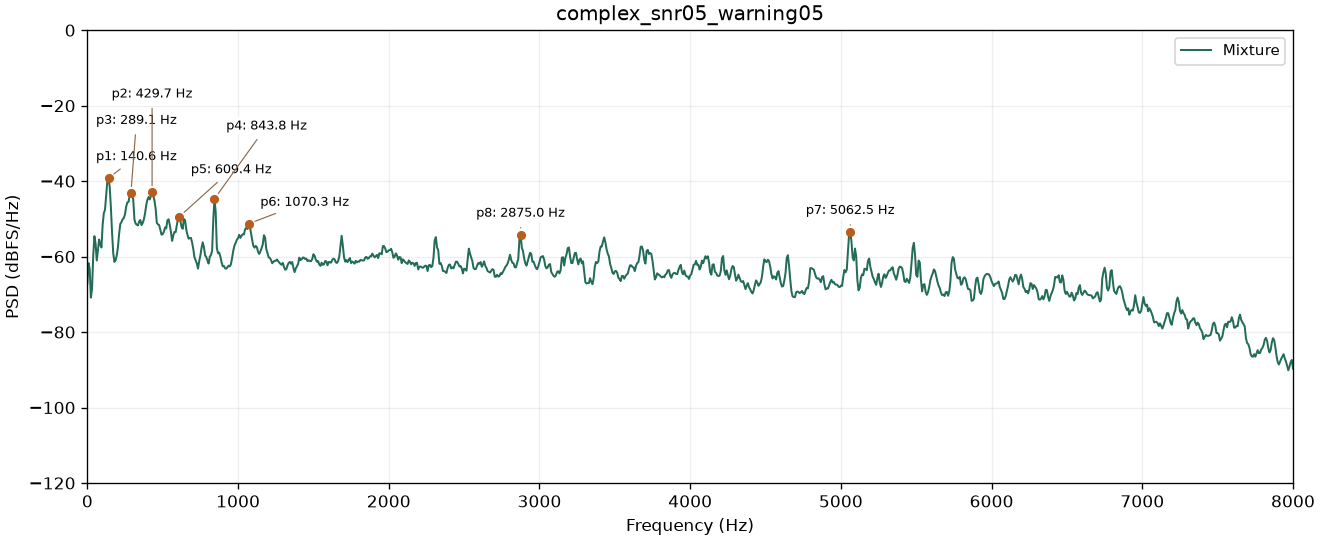 complex_snr05_warning05
Mixture
p2: 429.7 Hz
p3: 289.1 Hz
p4: 843.8 Hz
p1: 140.6 Hz
p5: 609.4 Hz
p6: 1070.3 Hz
p8: 2875.0 Hz
p7: 5062.5 Hz
PSD (dBFS/Hz)
0
−20
−40
−60
−80
−100
−120
0 1000 2000 3000 4000 5000 6000 7000 8000
Frequency (Hz)